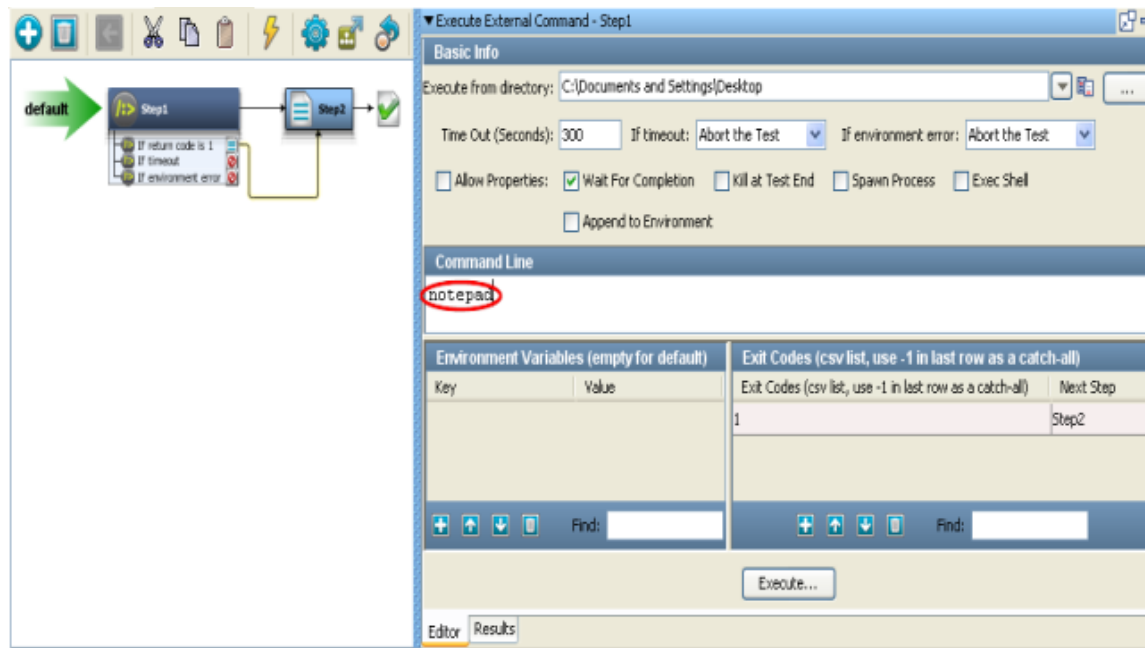 Execute External Command - Step1
Basic Info
default
Step1
Step2
If return code is 1
If timeout
If environment error
Execute from directory: C:\Documents and Settings\Desktop ...
Time Out (Seconds): 300 If timeout: Abort the Test If environment error: Abort the Test
Allow Properties: Wait For Completion Kill at Test End Spawn Process Exec Shell
Append to Environment
Command Line
notepad
Environment Variables (empty for default)
Key Value
Find:
Exit Codes (csv list, use -1 in last row as a catch-all)
Exit Codes (csv list, use -1 in last row as a catch-all) Next Step
1 Step2
Find:
Execute...
Editor Results